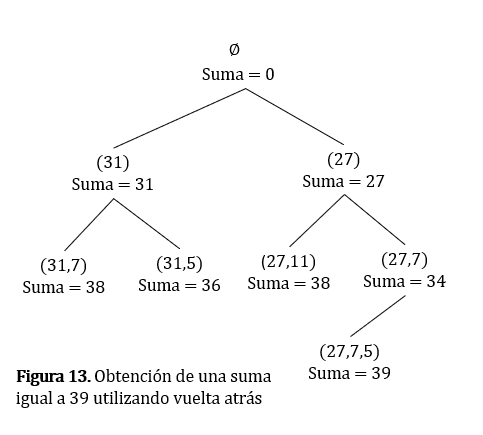 ∅
Suma = 0
(31)
Suma = 31
(27)
Suma = 27
(31,7)
Suma = 38
(31,5)
Suma = 36
(27,11)
Suma = 38
(27,7)
Suma = 34
(27,7,5)
Suma = 39
Figura 13. Obtención de una suma
igual a 39 utilizando vuelta atrás